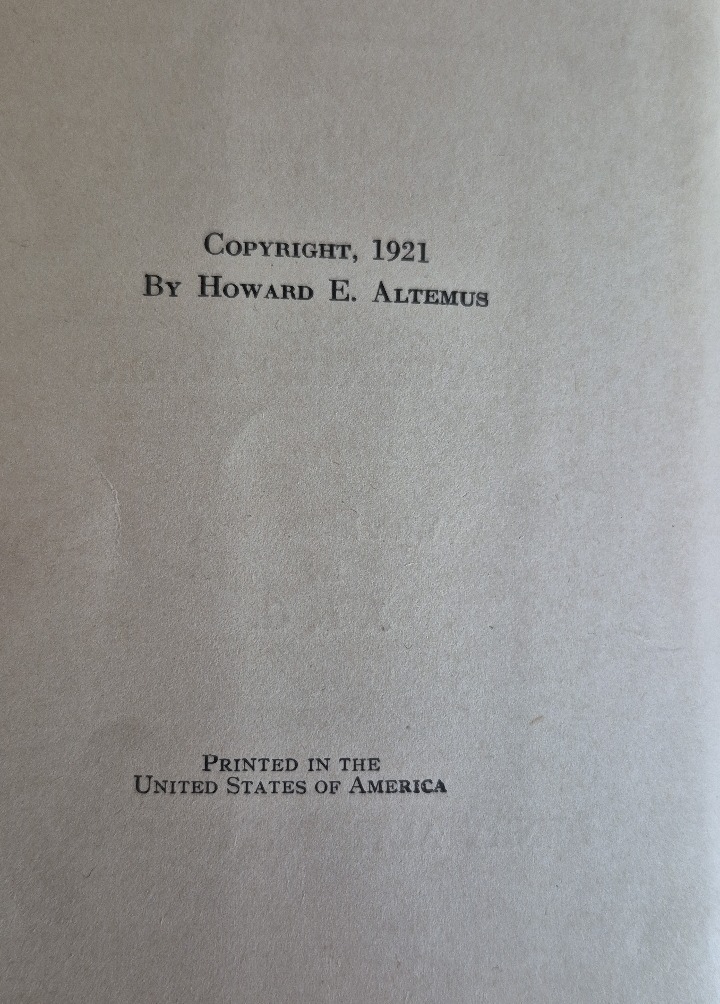 Copyright, 1921
By Howard E. Altemus
Printed in the
United States of America